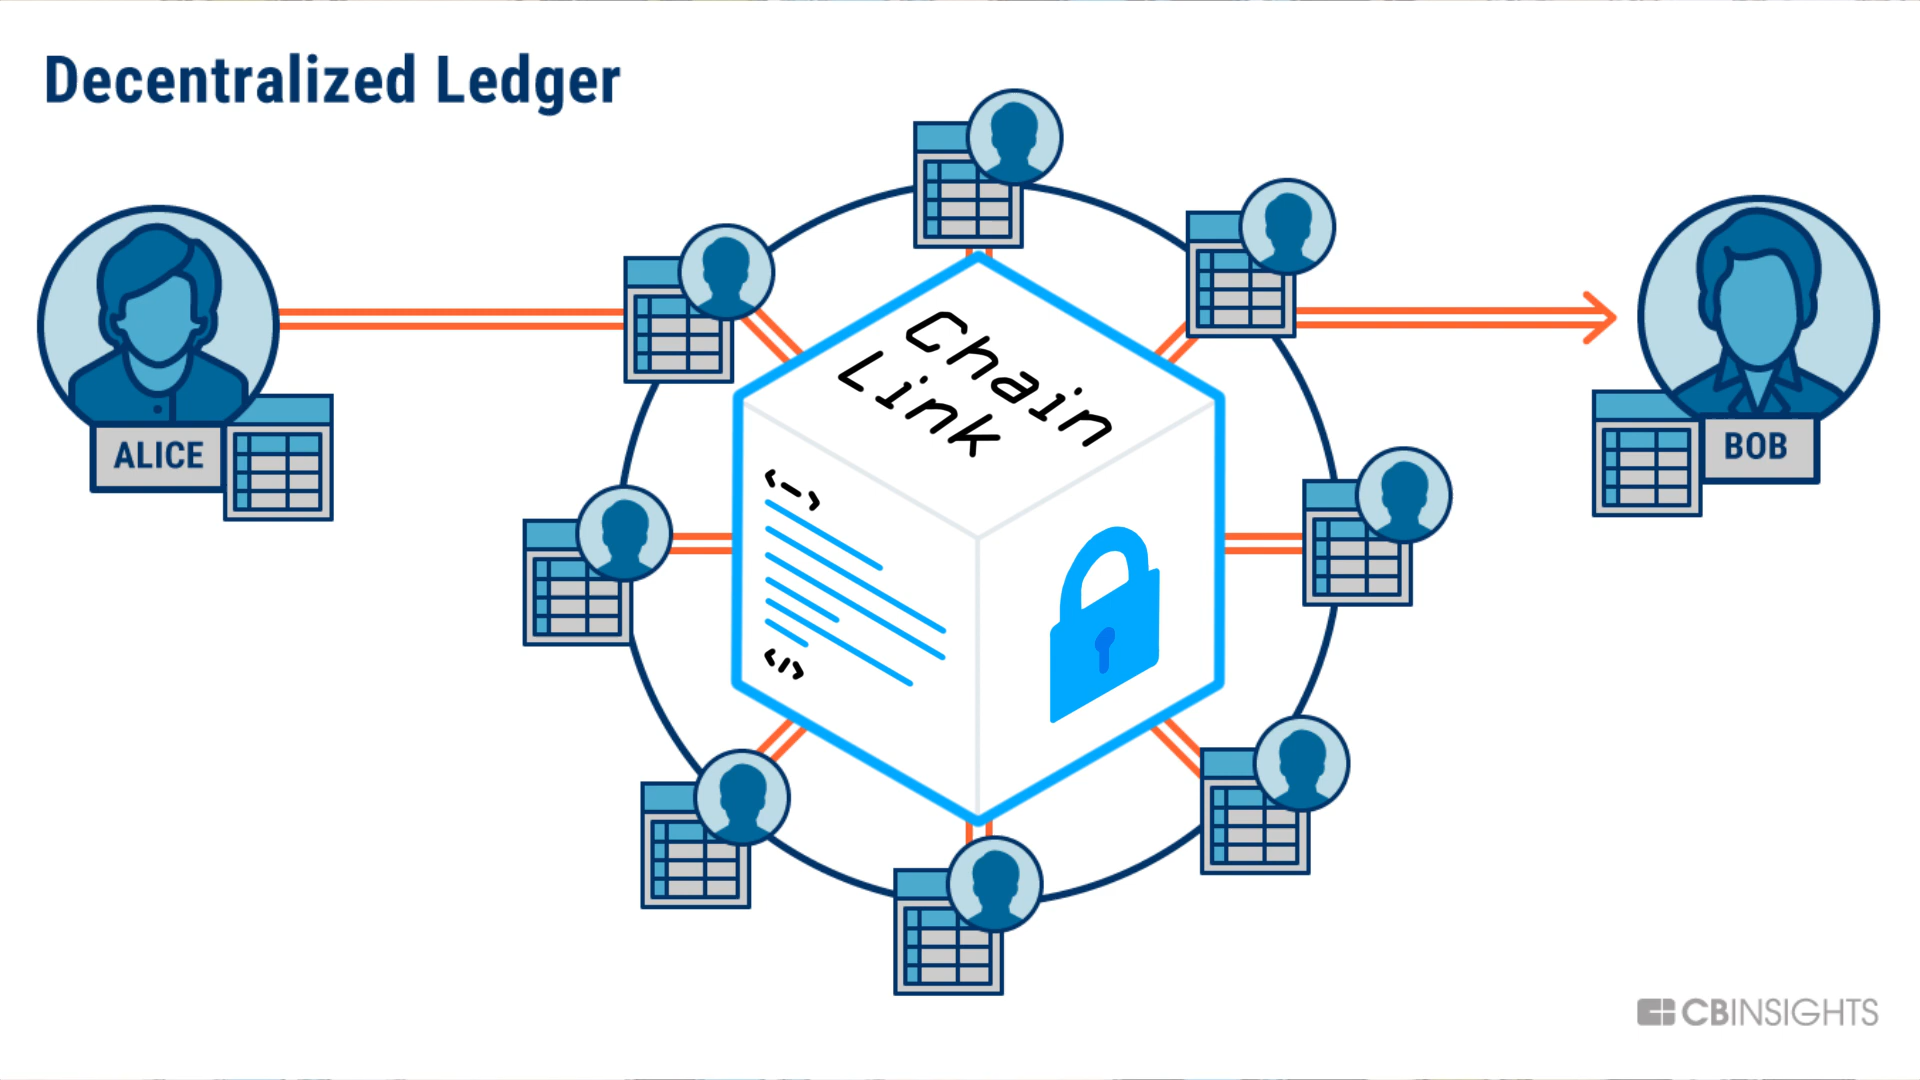 Decentralized Ledger
Chain
Link
<->
</>
ALICE
BOB
CBINSIGHTS